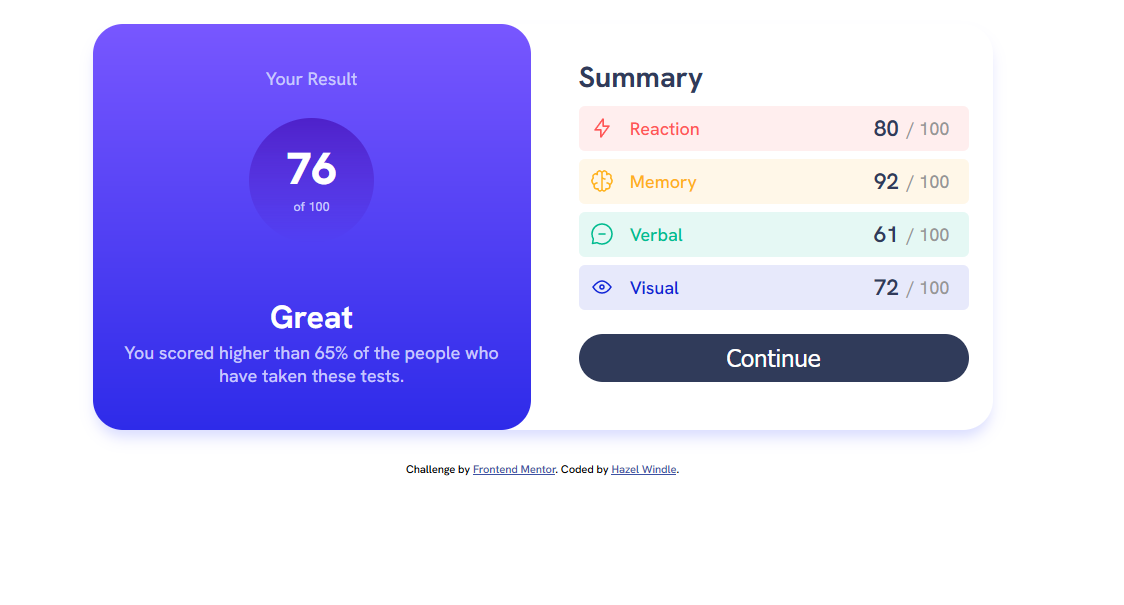 Your Result
76
of 100
Great
You scored higher than 65% of the people who
have taken these tests.
Summary
Reaction 80 / 100
Memory 92 / 100
Verbal 61 / 100
Visual 72 / 100
Continue
Challenge by Frontend Mentor. Coded by Hazel Windle.